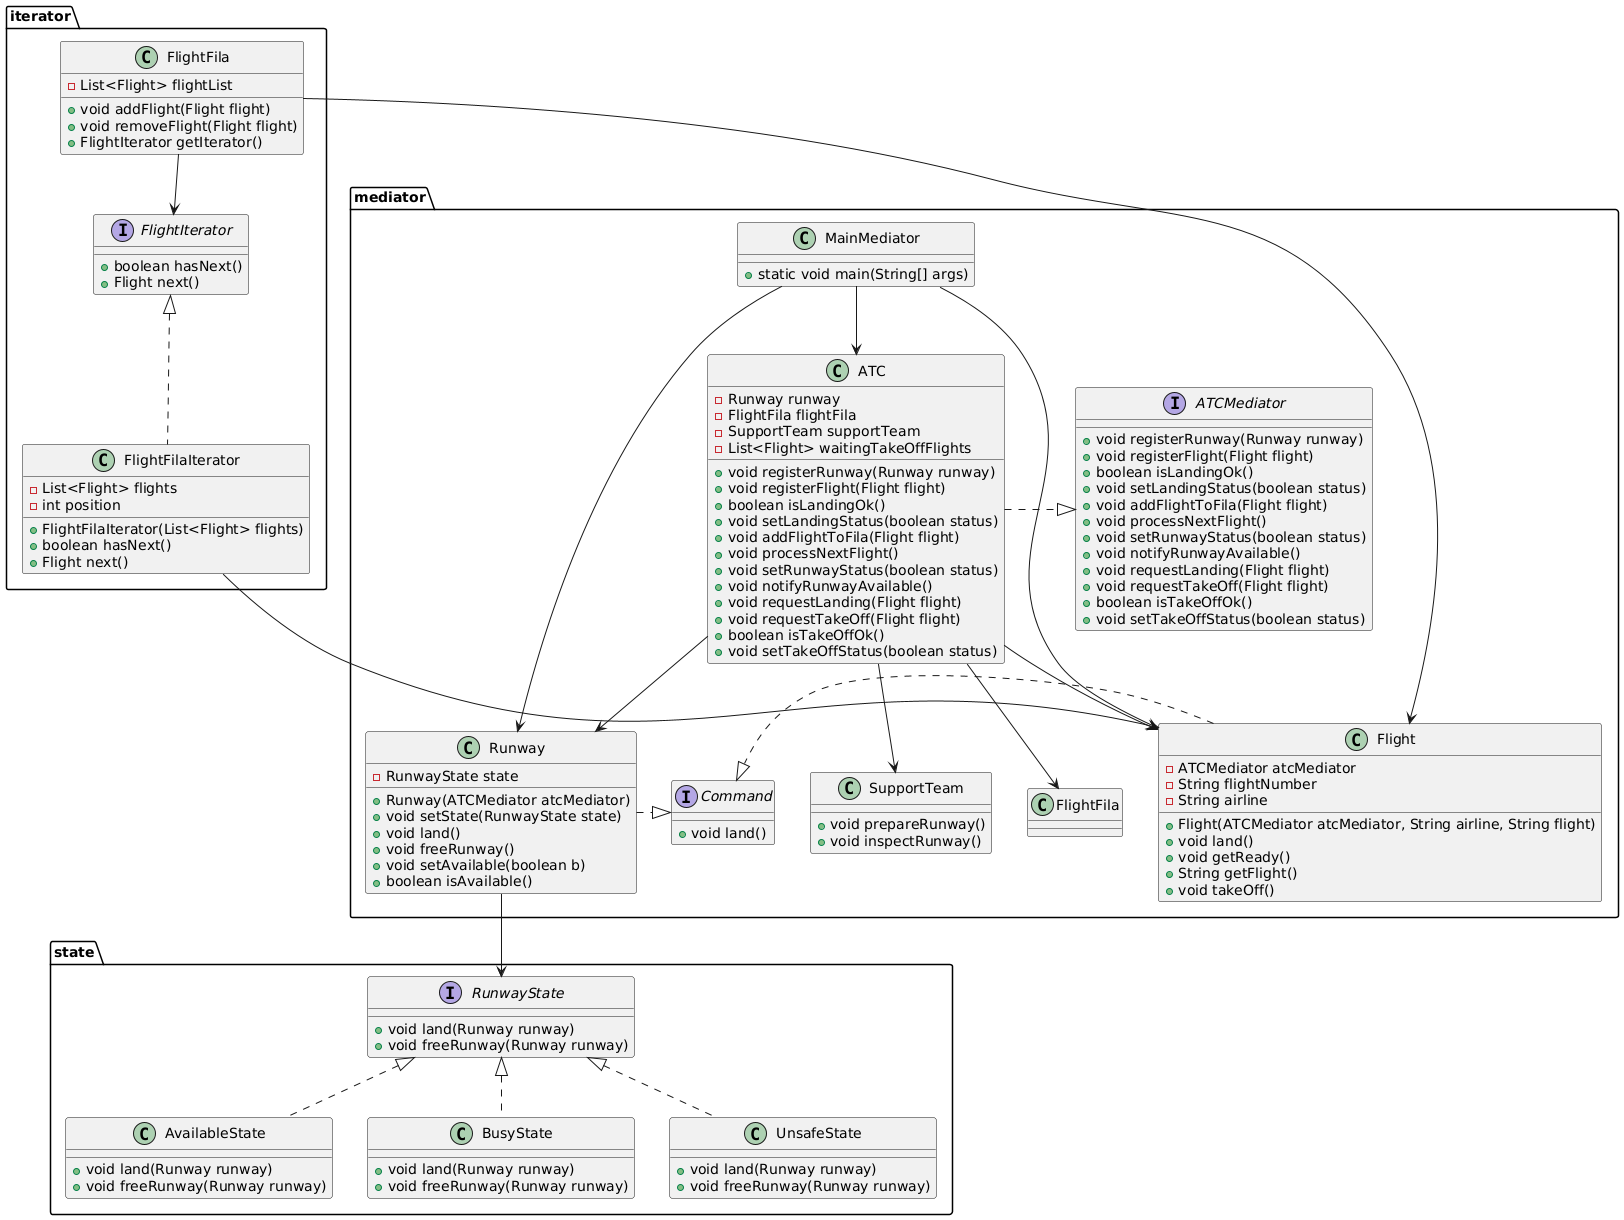 iterator
C FlightFila
List<Flight> flightList
void addFlight(Flight flight)
void removeFlight(Flight flight)
FlightIterator getIterator()
I FlightIterator
boolean hasNext()
Flight next()
C FlightFilaIterator
List<Flight> flights
int position
FlightFilaIterator(List<Flight> flights)
boolean hasNext()
Flight next()
mediator
C MainMediator
static void main(String[] args)
C ATC
Runway runway
FlightFila flightFila
SupportTeam supportTeam
List<Flight> waitingTakeOffFlights
void registerRunway(Runway runway)
void registerFlight(Flight flight)
boolean isLandingOk()
void setLandingStatus(boolean status)
void addFlightToFila(Flight flight)
void processNextFlight()
void setRunwayStatus(boolean status)
void notifyRunwayAvailable()
void requestLanding(Flight flight)
void requestTakeOff(Flight flight)
boolean isTakeOffOk()
void setTakeOffStatus(boolean status)
I ATCMediator
void registerRunway(Runway runway)
void registerFlight(Flight flight)
boolean isLandingOk()
void setLandingStatus(boolean status)
void addFlightToFila(Flight flight)
void processNextFlight()
void setRunwayStatus(boolean status)
void notifyRunwayAvailable()
void requestLanding(Flight flight)
void requestTakeOff(Flight flight)
boolean isTakeOffOk()
void setTakeOffStatus(boolean status)
C Runway
RunwayState state
Runway(ATCMediator atcMediator)
void setState(RunwayState state)
void land()
void freeRunway()
void setAvailable(boolean b)
boolean isAvailable()
I Command
void land()
C SupportTeam
void prepareRunway()
void inspectRunway()
C FlightFila
C Flight
ATCMediator atcMediator
String flightNumber
String airline
Flight(ATCMediator atcMediator, String airline, String flight)
void land()
void getReady()
String getFlight()
void takeOff()
state
I RunwayState
void land(Runway runway)
void freeRunway(Runway runway)
C AvailableState
void land(Runway runway)
void freeRunway(Runway runway)
C BusyState
void land(Runway runway)
void freeRunway(Runway runway)
C UnsafeState
void land(Runway runway)
void freeRunway(Runway runway)